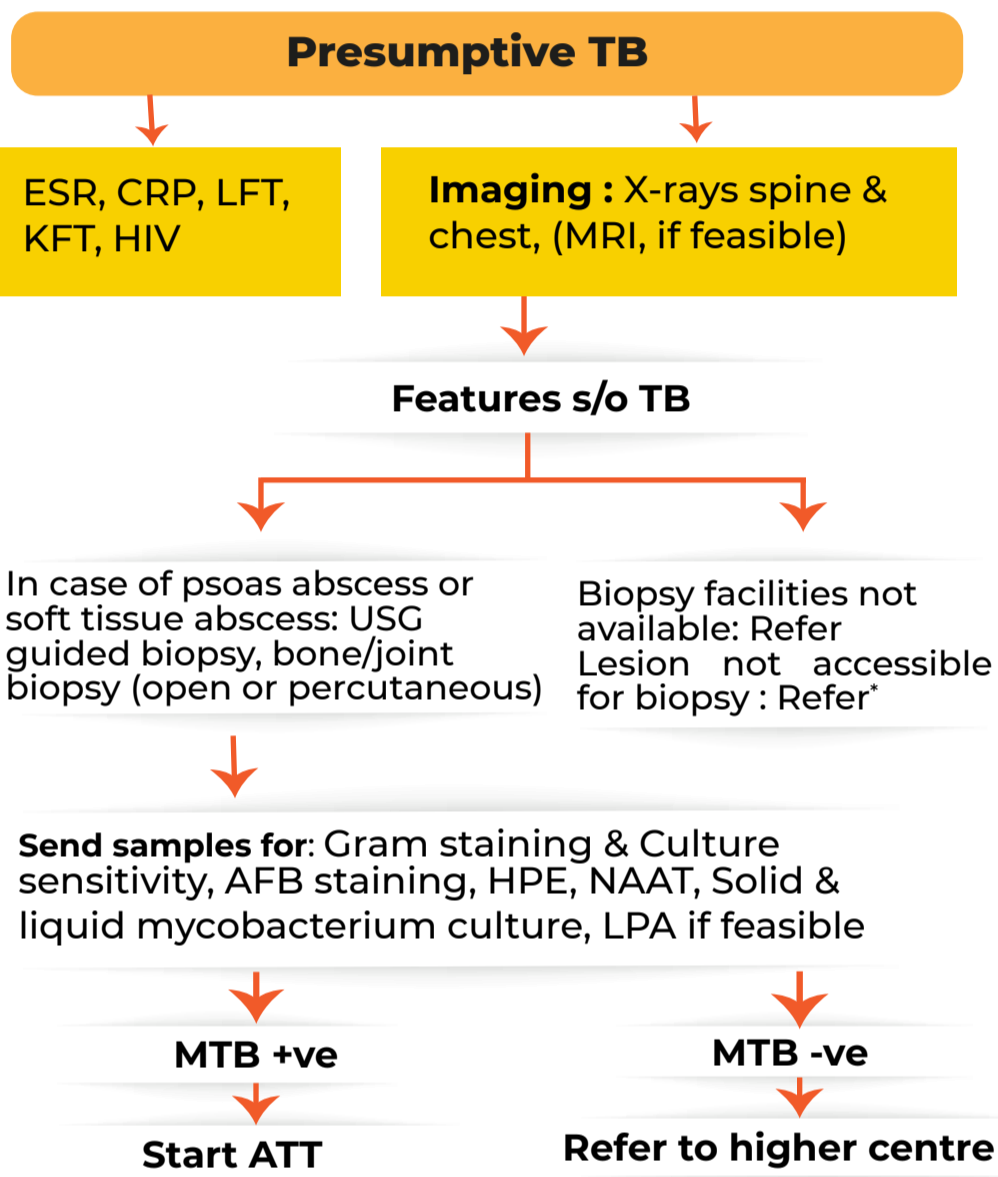 Presumptive TB
ESR, CRP, LFT,
KFT, HIV
Imaging : X-rays spine &
chest, (MRI, if feasible)
Features s/o TB
In case of psoas abscess or
soft tissue abscess: USG
guided biopsy, bone/joint
biopsy (open or percutaneous)
Biopsy facilities not
available: Refer
Lesion not accessible
for biopsy : Refer*
Send samples for: Gram staining & Culture
sensitivity, AFB staining, HPE, NAAT, Solid &
liquid mycobacterium culture, LPA if feasible
MTB +ve
MTB -ve
Start ATT
Refer to higher centre